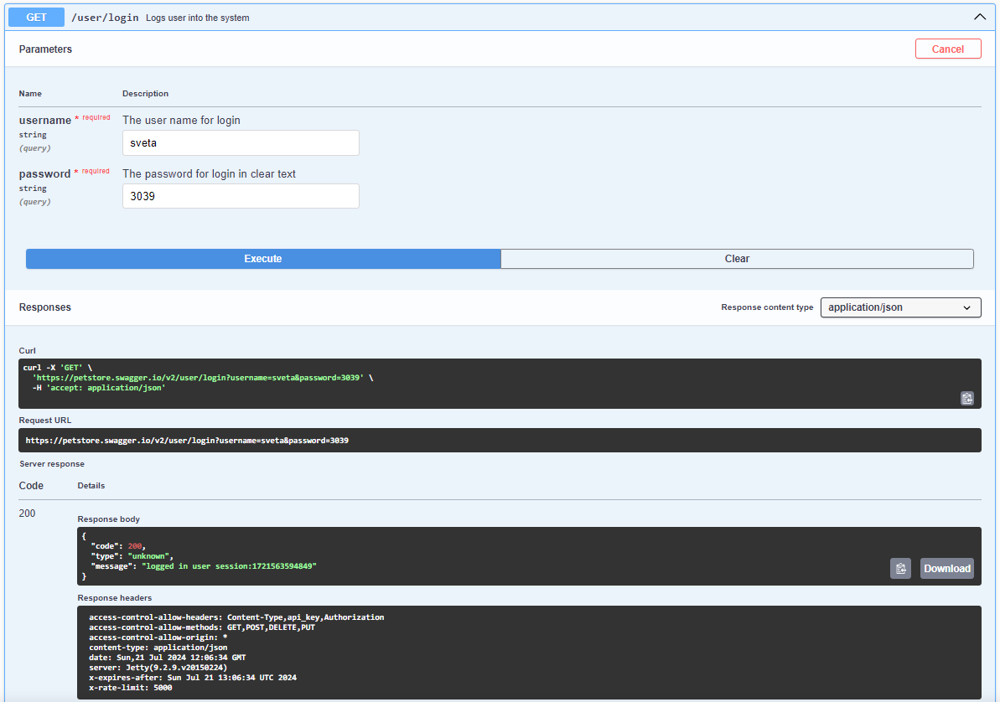 GET /user/login Logs user into the system
Parameters Cancel
Name Description
username * required The user name for login
string
(query) sveta
password * required The password for login in clear text
string
(query) 3039
Execute Clear
Responses Response content type application/json
Curl
curl -X 'GET' \
'https://petstore.swagger.io/v2/user/login?username=sveta&password=3039' \
-H 'accept: application/json'
Request URL
https://petstore.swagger.io/v2/user/login?username=sveta&password=3039
Server response
Code Details
200
Response body
{
"code": 200,
"type": "unknown",
"message": "logged in user session:1721563594849"
}
Download
Response headers
access-control-allow-headers: Content-Type,api_key,Authorization
access-control-allow-methods: GET,POST,DELETE,PUT
access-control-allow-origin: *
content-type: application/json
date: Sun,21 Jul 2024 12:06:34 GMT
server: Jetty(9.2.9.v20150224)
x-expires-after: Sun Jul 21 13:06:34 UTC 2024
x-rate-limit: 5000